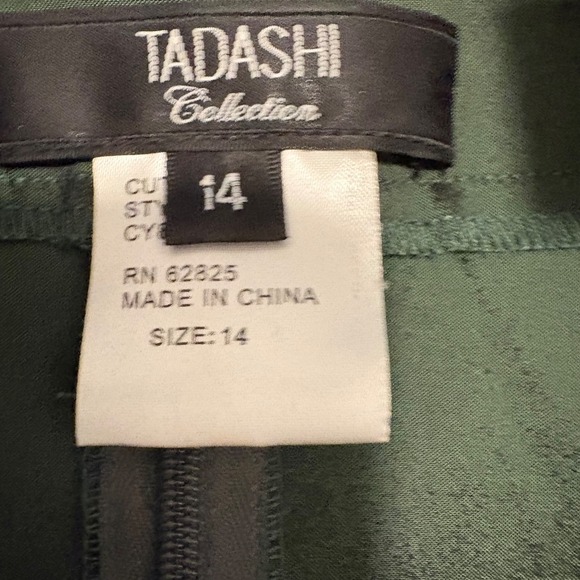 TADASHI
Collection
14
RN 62825
MADE IN CHINA
SIZE: 14